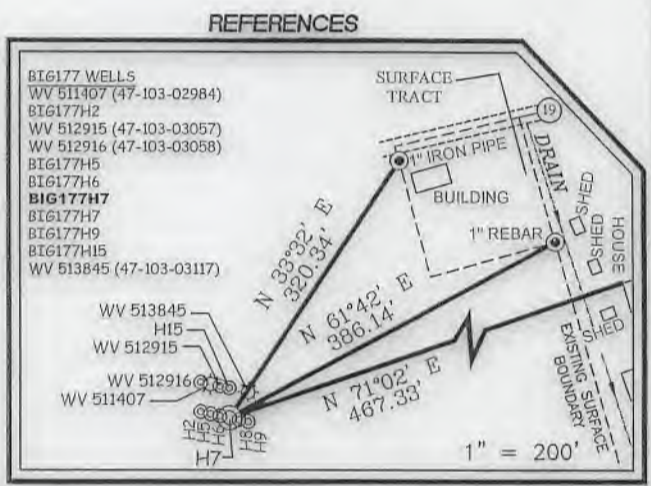 REFERENCES
BIG177 WELLS
WV 511407 (47-103-02984)
BIG177H2
WV 512915 (47-103-03057)
WV 512916 (47-103-03058)
BIG177H5
BIG177H6
BIG177H7
BIG177H7
BIG177H9
BIG177H15
WV 513845 (47-103-03117)
SURFACE
TRACT
19
1" IRON PIPE
BUILDING
DRAIN
SHED
SHED
HOUSE
1" REBAR
N 33°32' E
320.34'
N 61°42' E
386.14'
N 71°02' E
467.33'
SHED
EXISTING SURFACE
BOUNDARY
WV 513845
H15
WV 512915
WV 512916
WV 511407
H2
H5
H6
H7
H8
H9
1" = 200'